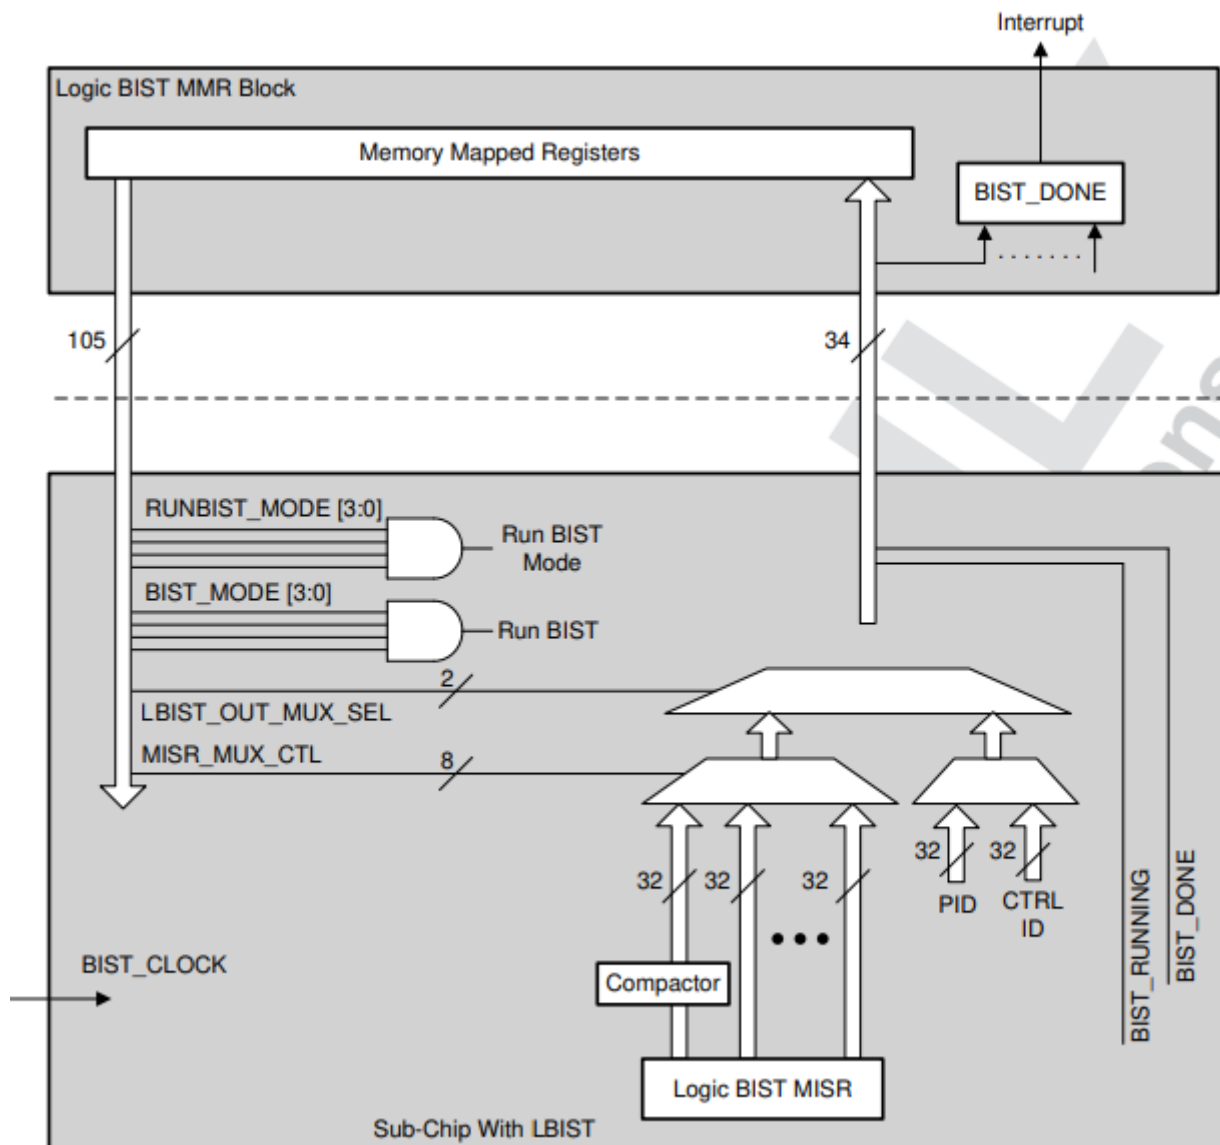 Interrupt
Logic BIST MMR Block
Memory Mapped Registers
BIST_DONE
. . . . . . .
105
34
RUNBIST_MODE [3:0]
Run BIST
Mode
BIST_MODE [3:0]
Run BIST
2
LBIST_OUT_MUX_SEL
MISR_MUX_CTL
8
32
32
32
32
32
PID
CTRL
ID
BIST_RUNNING
BIST_DONE
BIST_CLOCK
Compactor
Logic BIST MISR
Sub-Chip With LBIST